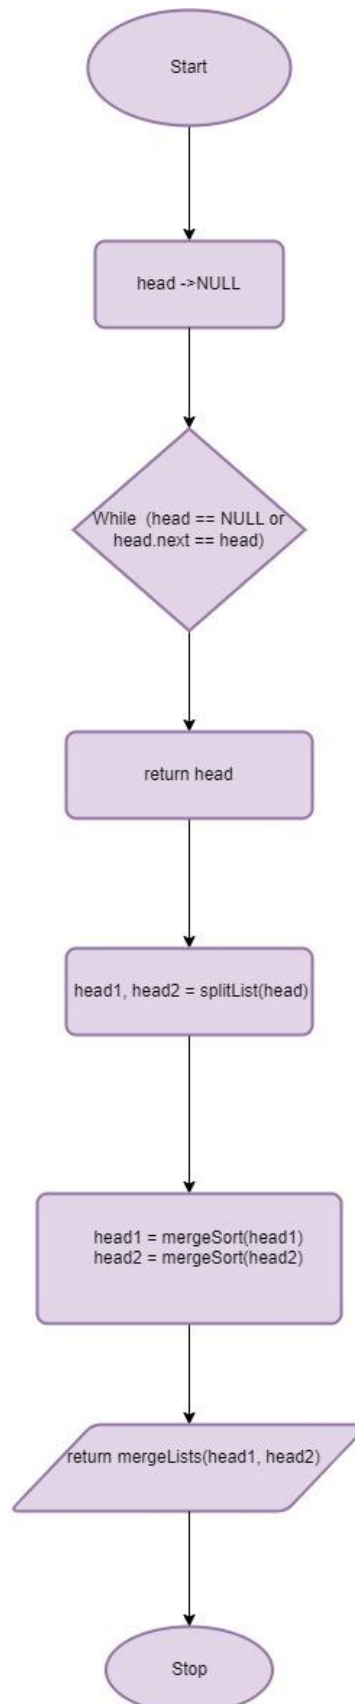 Start
head ->NULL
While  (head == NULL or
head.next == head)
return head
head1, head2 = splitList(head)
head1 = mergeSort(head1)
head2 = mergeSort(head2)
return mergeLists(head1, head2)
Stop